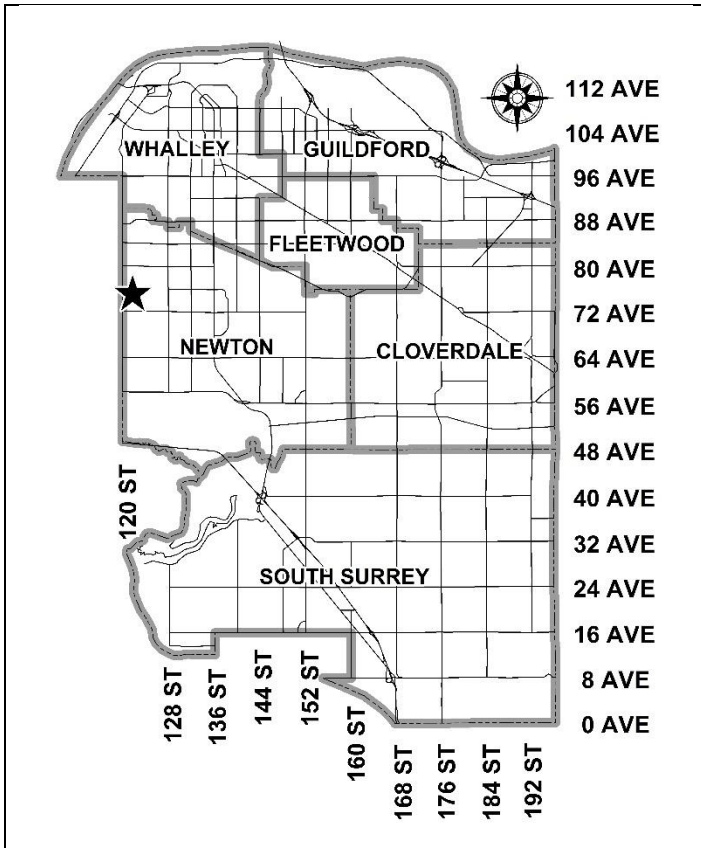 112 AVE
104 AVE
WHALLEY
GUILDFORD
96 AVE
88 AVE
FLEETWOOD
80 AVE
72 AVE
NEWTON
CLOVERDALE
64 AVE
56 AVE
48 AVE
120 ST
40 AVE
32 AVE
SOUTH SURREY
24 AVE
16 AVE
8 AVE
0 AVE
128 ST
136 ST
144 ST
152 ST
160 ST
168 ST
176 ST
184 ST
192 ST